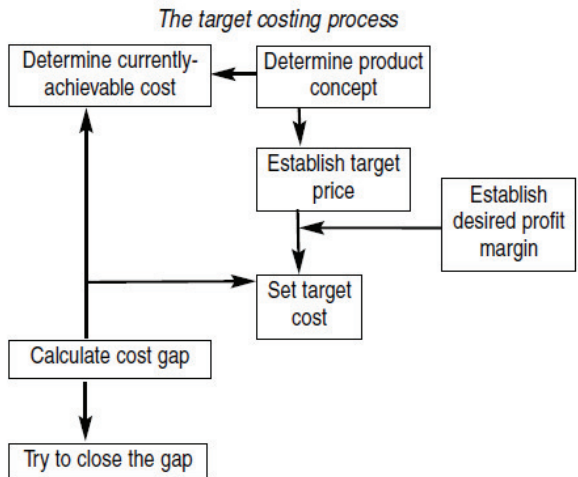 The target costing process
Determine currently-
achievable cost
Determine product
concept
Establish target
price
Establish
desired profit
margin
Set target
cost
Calculate cost gap
Try to close the gap